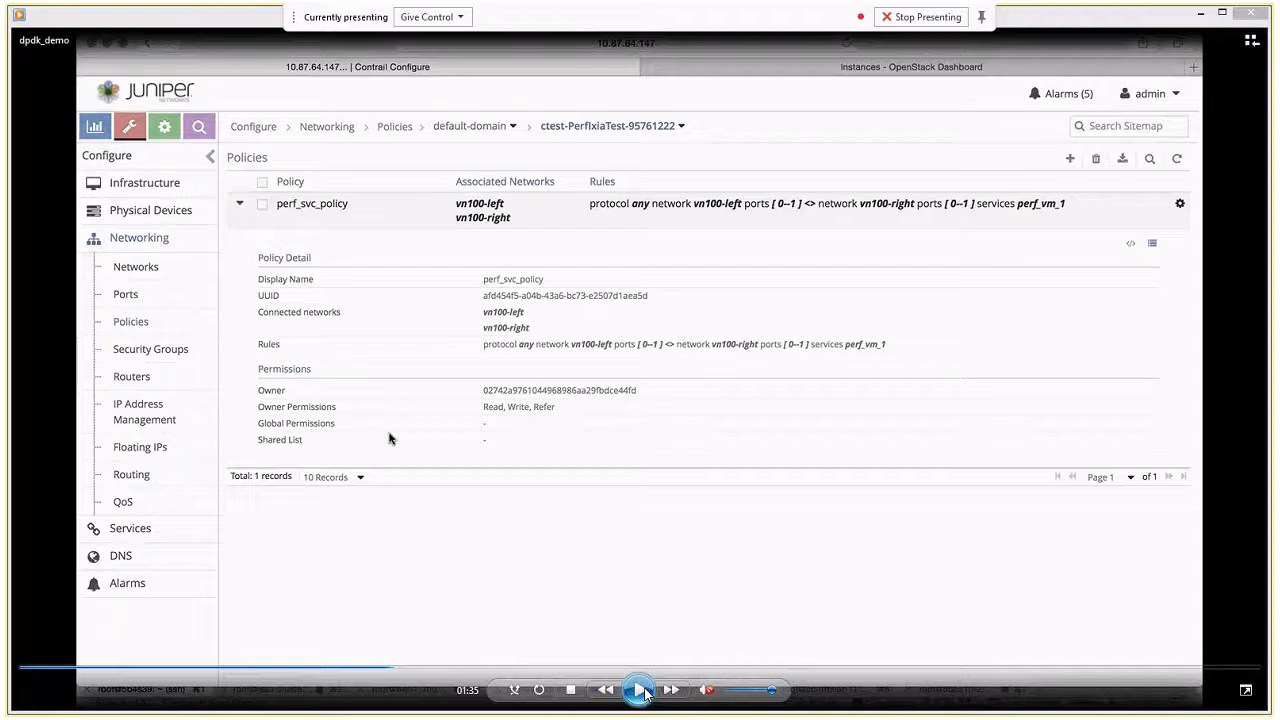 Currently presenting Give Control Stop Presenting
dpdk_demo
10.87.64.147
10.87.64.147... | Contrail Configure Instances - OpenStack Dashboard
JUNIPER
NETWORKS
Alarms (5) admin
Configure Networking Policies default-domain ctest-PerfIxiaTest-95761222 Search Sitemap
Configure
Policies
Infrastructure
Physical Devices
Networking
Networks
Ports
Policies
Security Groups
Routers
IP Address
Management
Floating IPs
Routing
QoS
Services
DNS
Alarms
Policy Associated Networks Rules
perf_svc_policy vn100-left protocol any network vn100-left ports [ 0--1 ] <> network vn100-right ports [ 0--1 ] services perf_vm_1
vn100-right
</>
Policy Detail
Display Name perf_svc_policy
UUID afd454f5-a04b-43a6-bc73-e2507d1aea5d
Connected networks vn100-left
vn100-right
Rules protocol any network vn100-left ports [ 0--1 ] <> network vn100-right ports [ 0--1 ] services perf_vm_1
Permissions
Owner 02742a9761044968986aa29fbdce44fd
Owner Permissions Read, Write, Refer
Global Permissions -
Shared List -
Total: 1 records 10 Records Page 1 of 1
01:35